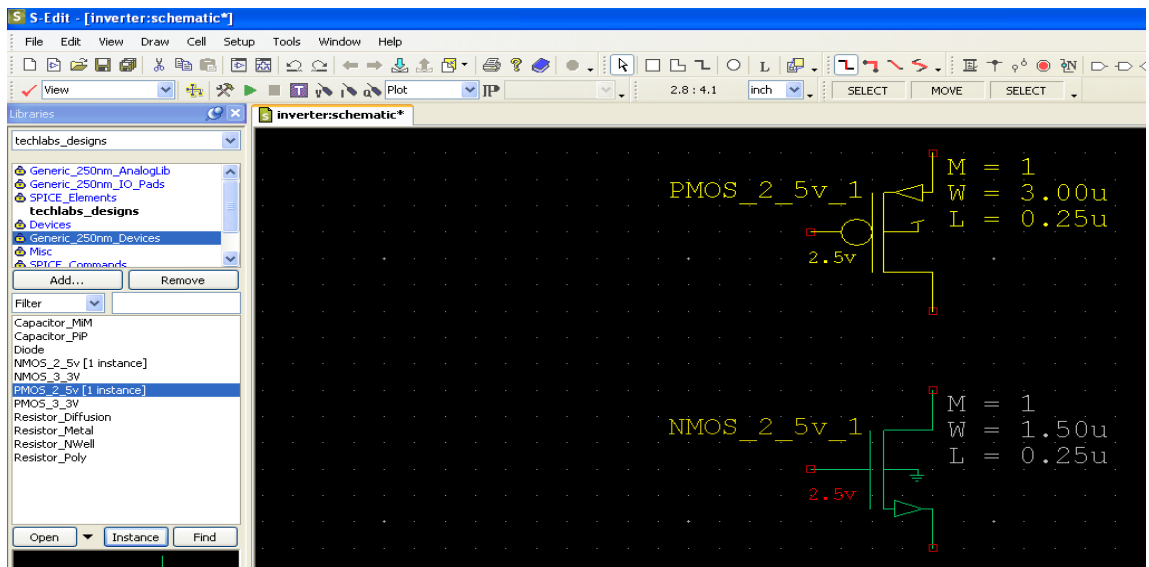 S-Edit - [inverter:schematic*]
File Edit View Draw Cell Setup Tools Window Help
View Plot IP 2.8 : 4.1 inch SELECT MOVE SELECT
Libraries
inverter:schematic*
techlabs_designs
Generic_250nm_AnalogLib
Generic_250nm_IO_Pads
SPICE_Elements
techlabs_designs
Devices
Generic_250nm_Devices
Misc
SPICE_Commands
Add... Remove
Filter
Capacitor_MiM
Capacitor_PiP
Diode
NMOS_2_5v [1 instance]
NMOS_3_3V
PMOS_2_5v [1 instance]
PMOS_3_3V
Resistor_Diffusion
Resistor_Metal
Resistor_NWell
Resistor_Poly
Open Instance Find
PMOS_2_5v_1
M = 1
W = 3.00u
L = 0.25u
2.5v
NMOS_2_5v_1
M = 1
W = 1.50u
L = 0.25u
2.5v